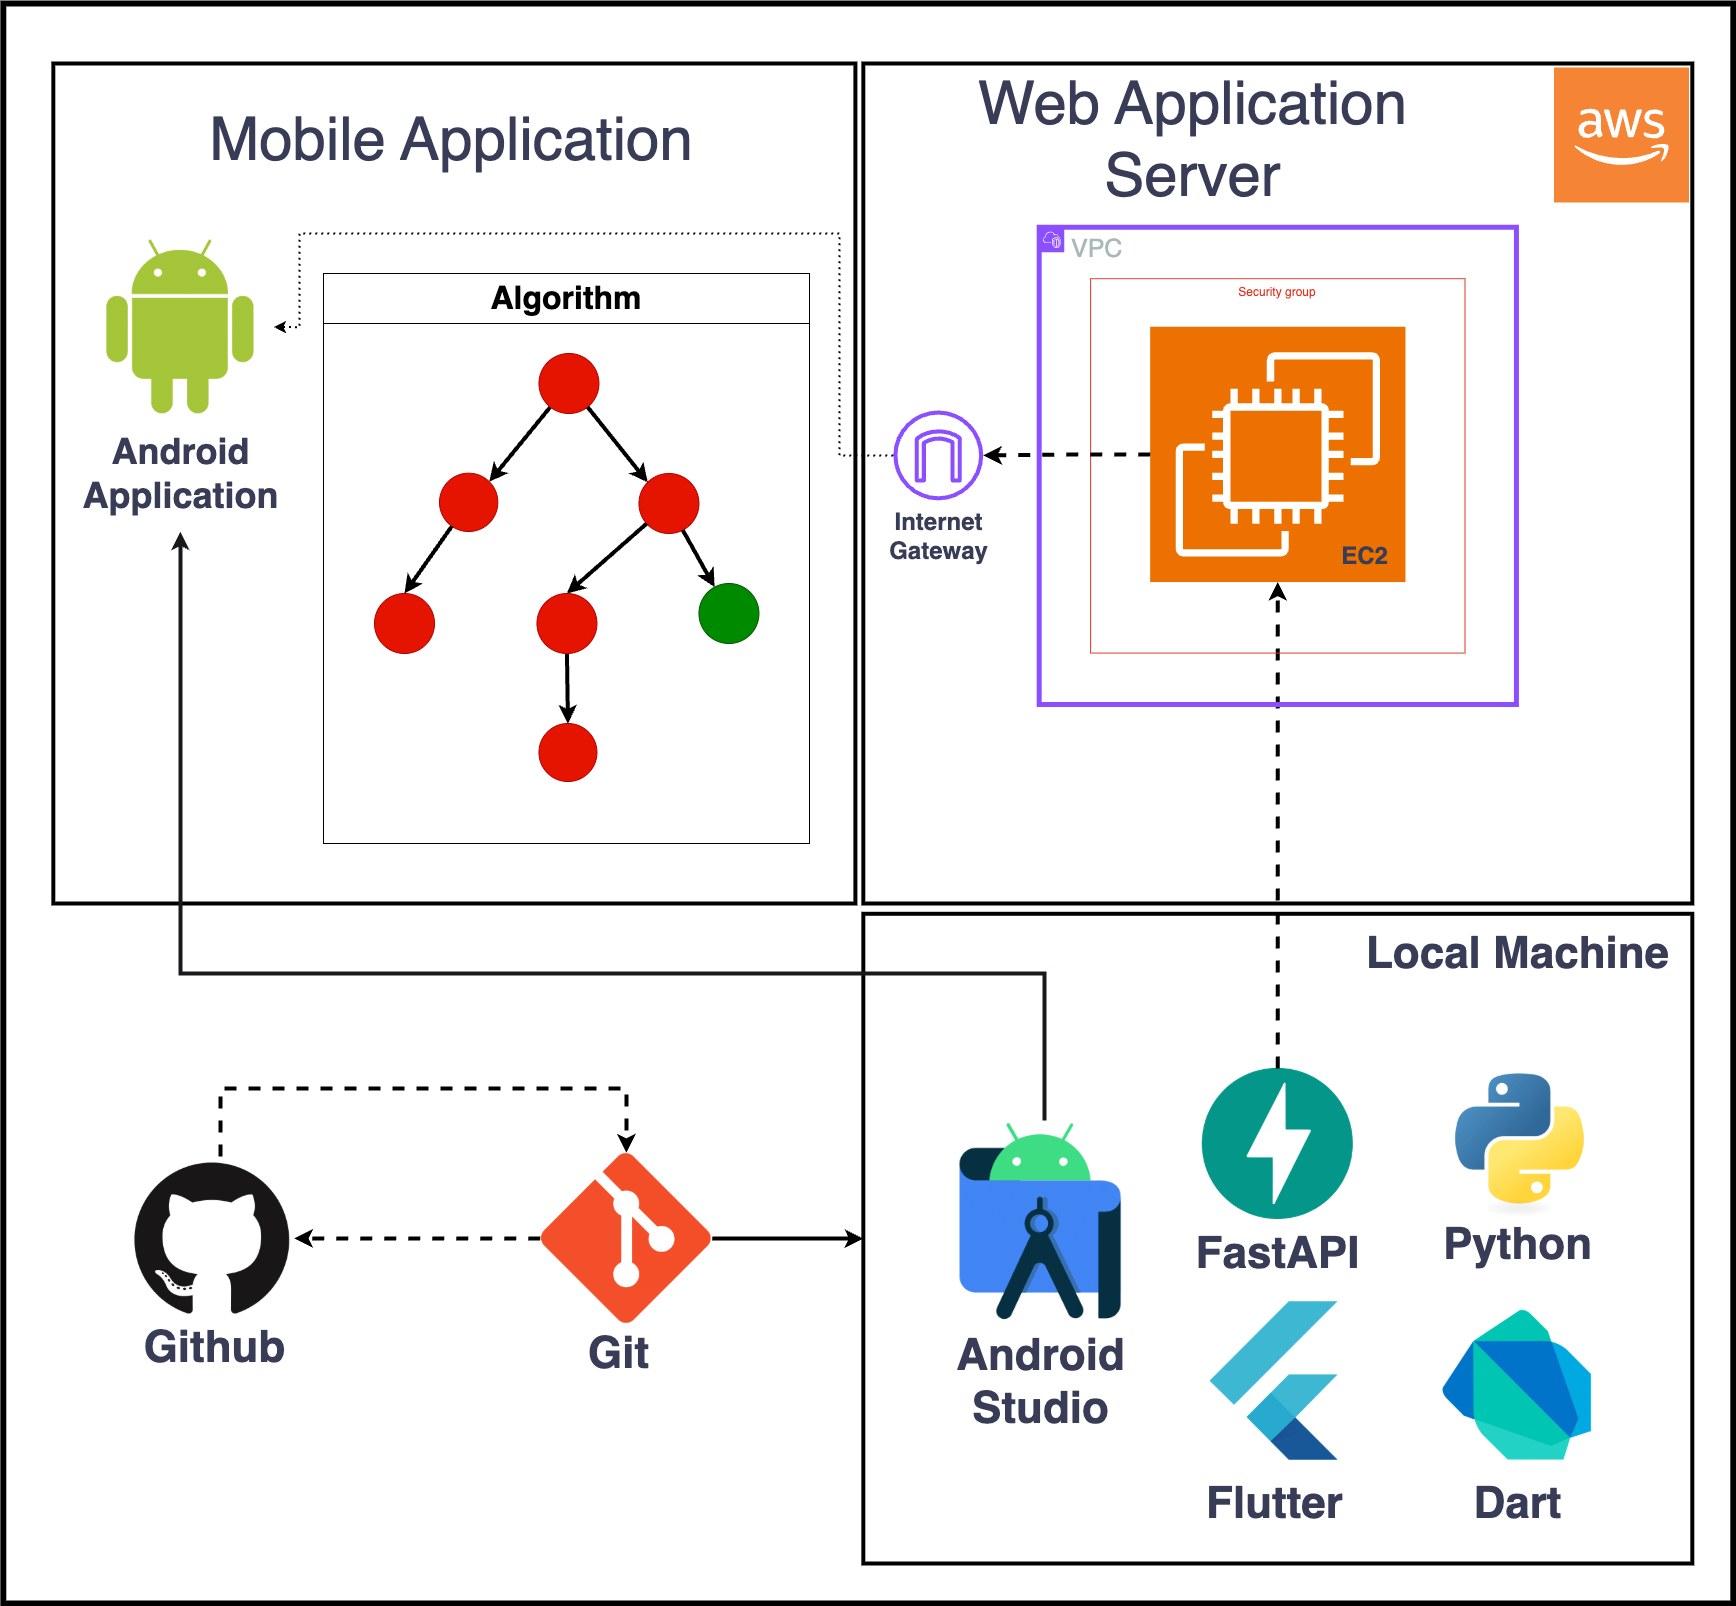 Mobile Application
Web Application
Server
aws
VPC
Security group
Algorithm
Android
Application
Internet
Gateway
EC2
Local Machine
FastAPI
Python
Github
Git
Android
Studio
Flutter
Dart